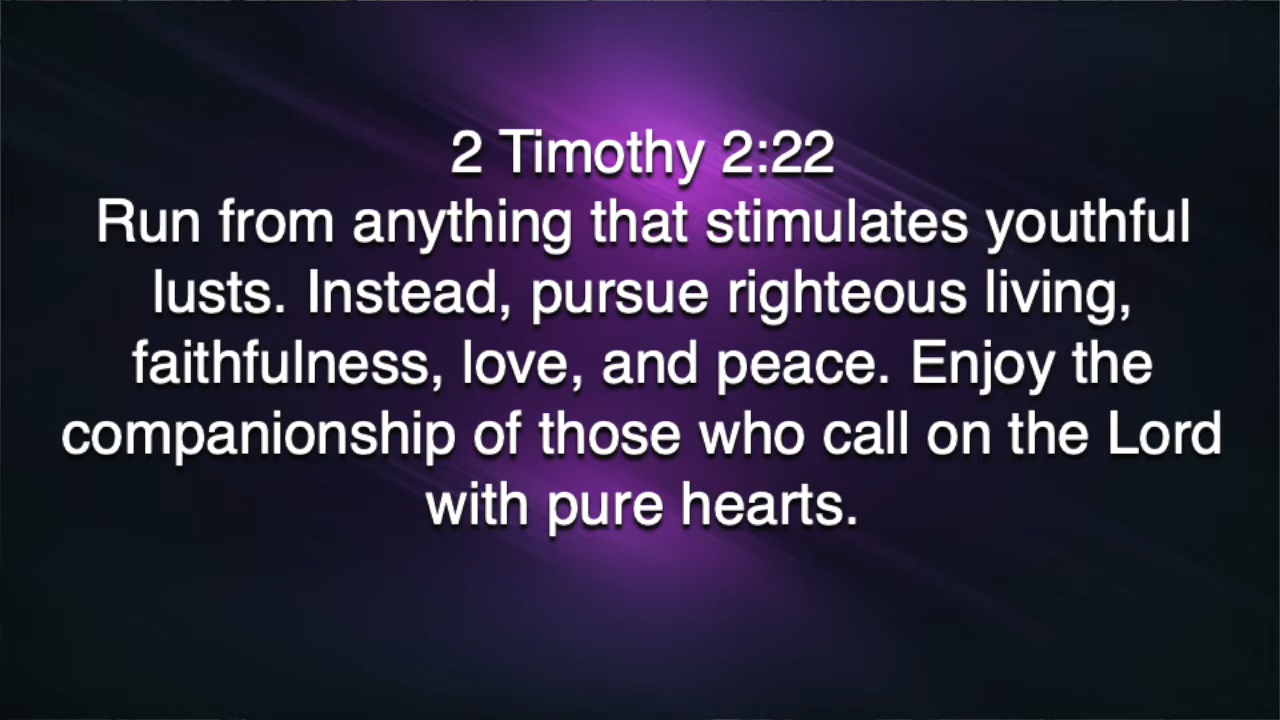 2 Timothy 2:22
Run from anything that stimulates youthful
lusts. Instead, pursue righteous living,
faithfulness, love, and peace. Enjoy the
companionship of those who call on the Lord
with pure hearts.